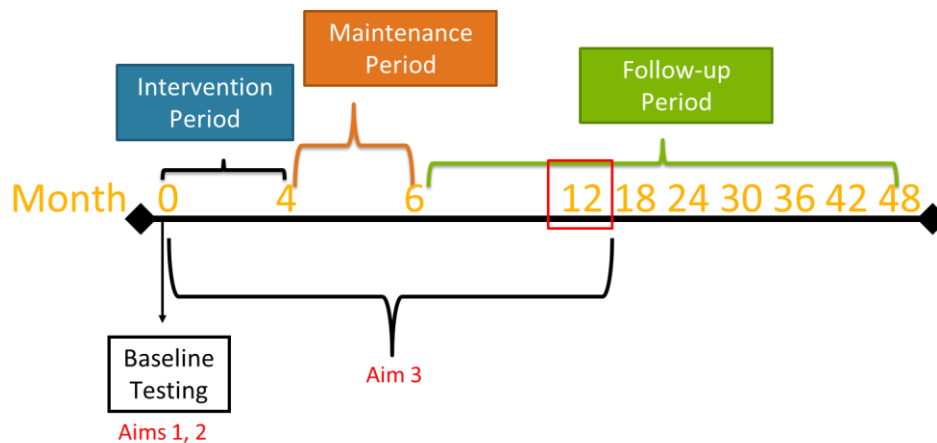 Maintenance
Period
Intervention
Period
Follow-up
Period
Month 0 4 6 12 18 24 30 36 42 48
Baseline
Testing
Aim 3
Aims 1, 2